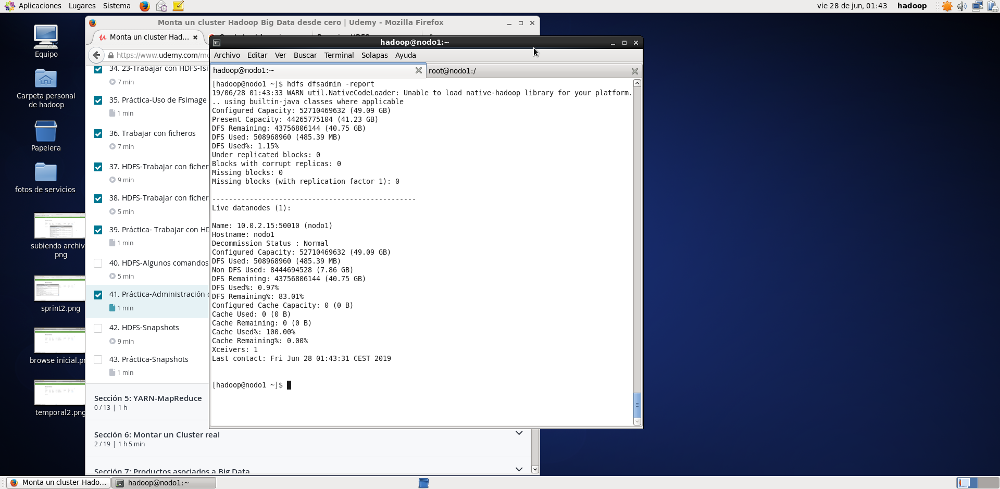 Aplicaciones Lugares Sistema
vie 28 de jun, 01:43 hadoop
Equipo
Carpeta personal
de hadoop
Papelera
fotos de servicios
subiendo archiv
png
sprint2.png
browse inicial.pr
temporal2.png
Monta un cluster Hadoop Big Data desde cero | Udemy - Mozilla Firefox
Monta un cluster Had...
https://www.udemy.com/mo
34. 23-Trabajar con HDFS-fsi
7 min
35. Práctica-Uso de Fsimage
1 min
36. Trabajar con ficheros
7 min
37. HDFS-Trabajar con ficher
9 min
38. HDFS-Trabajar con ficher
5 min
39. Práctica- Trabajar con HD
1 min
40. HDFS-Algunos comandos
5 min
41. Práctica-Administración
1 min
42. HDFS-Snapshots
9 min
43. Práctica-Snapshots
1 min
Sección 5: YARN-MapReduce
0 / 13 | 1 h
Sección 6: Montar un Cluster real
2 / 19 | 1 h 5 min
Sección 7: Productos asociados a Big Data
hadoop@nodo1:~
Archivo Editar Ver Buscar Terminal Solapas Ayuda
hadoop@nodo1:~
root@nodo1:/
[hadoop@nodo1 ~]$ hdfs dfsadmin -report
19/06/28 01:43:33 WARN util.NativeCodeLoader: Unable to load native-hadoop library for your platform.
.. using builtin-java classes where applicable
Configured Capacity: 52710469632 (49.09 GB)
Present Capacity: 44265775104 (41.23 GB)
DFS Remaining: 43756806144 (40.75 GB)
DFS Used: 508968960 (485.39 MB)
DFS Used%: 1.15%
Under replicated blocks: 0
Blocks with corrupt replicas: 0
Missing blocks: 0
Missing blocks (with replication factor 1): 0
-------------------------------------------------
Live datanodes (1):
Name: 10.0.2.15:50010 (nodo1)
Hostname: nodo1
Decommission Status : Normal
Configured Capacity: 52710469632 (49.09 GB)
DFS Used: 508968960 (485.39 MB)
Non DFS Used: 8444694528 (7.86 GB)
DFS Remaining: 43756806144 (40.75 GB)
DFS Used%: 0.97%
DFS Remaining%: 83.01%
Configured Cache Capacity: 0 (0 B)
Cache Used: 0 (0 B)
Cache Remaining: 0 (0 B)
Cache Used%: 100.00%
Cache Remaining%: 0.00%
Xceivers: 1
Last contact: Fri Jun 28 01:43:31 CEST 2019
[hadoop@nodo1 ~]$
Monta un cluster Hado...
hadoop@nodo1:~